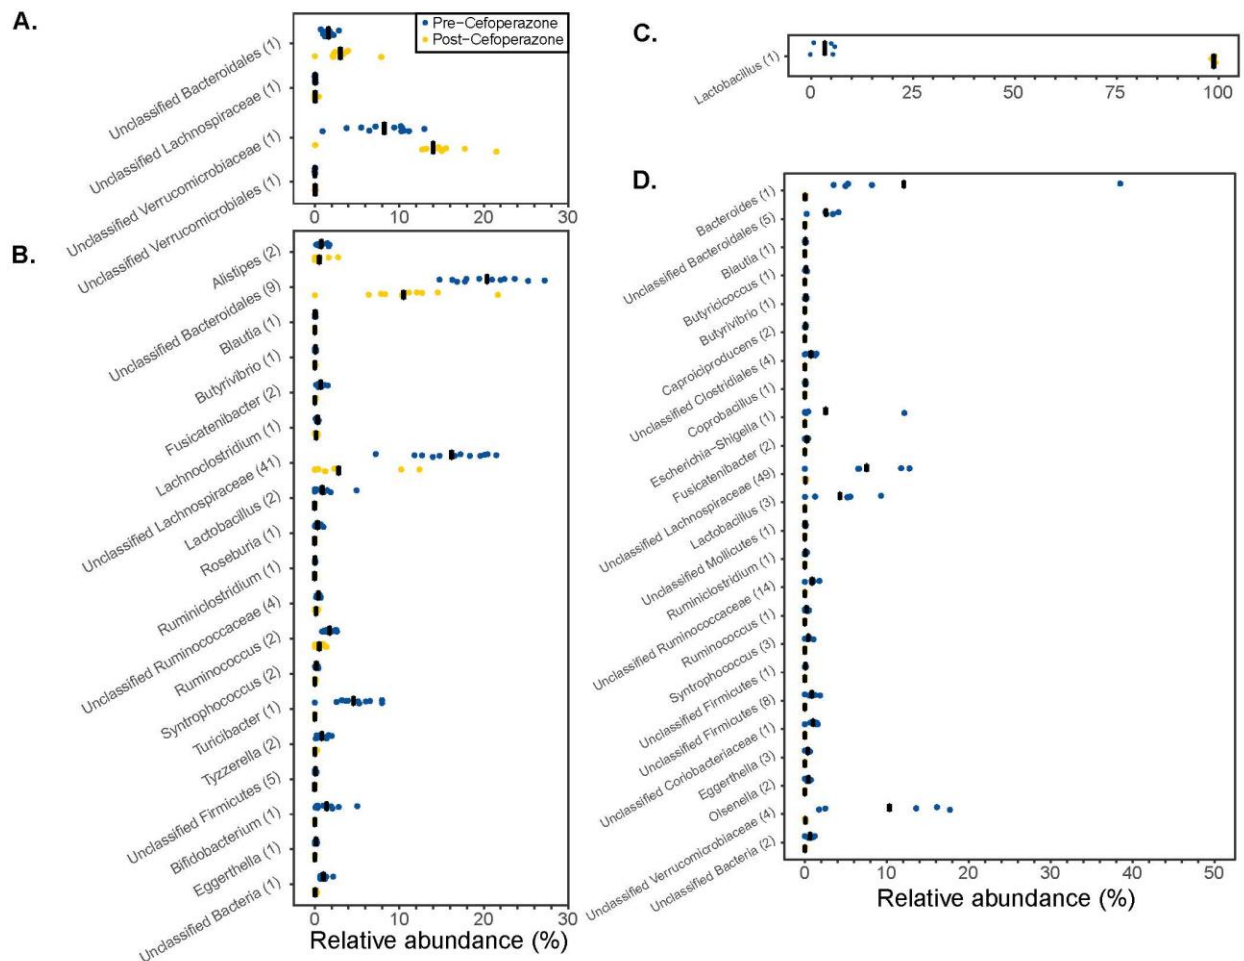 A.
Pre−Cefoperazone
Post−Cefoperazone
Unclassified Bacteroidales (1)
Unclassified Lachnospiraceae (1)
Unclassified Verrucomicrobiaceae (1)
Unclassified Verrucomicrobiales (1)
0 10 20 30
B.
Alistipes (2)
Unclassified Bacteroidales (9)
Blautia (1)
Butyrivibrio (1)
Fusicatenibacter (2)
Lachnoclostridium (1)
Unclassified Lachnospiraceae (41)
Lactobacillus (2)
Roseburia (1)
Ruminiclostridium (1)
Unclassified Ruminococcaceae (4)
Ruminococcus (2)
Syntrophococcus (2)
Turicibacter (1)
Tyzzerella (2)
Unclassified Firmicutes (5)
Bifidobacterium (1)
Eggerthella (1)
Unclassified Bacteria (1)
0 10 20 30
Relative abundance (%)
C.
Lactobacillus (1)
0 25 50 75 100
D.
Bacteroides (1)
Unclassified Bacteroidales (5)
Blautia (1)
Butyricicoccus (1)
Butyrivibrio (1)
Caproiciproducens (2)
Unclassified Clostridiales (4)
Coprobacillus (1)
Escherichia−Shigella (1)
Fusicatenibacter (2)
Unclassified Lachnospiraceae (49)
Lactobacillus (3)
Unclassified Mollicutes (1)
Ruminiclostridium (1)
Unclassified Ruminococcaceae (14)
Ruminococcus (1)
Syntrophococcus (3)
Unclassified Firmicutes (1)
Unclassified Firmicutes (8)
Unclassified Coriobacteriaceae (1)
Eggerthella (3)
Olsenella (2)
Unclassified Verrucomicrobiaceae (4)
Unclassified Bacteria (2)
0 10 20 30 40 50
Relative abundance (%)